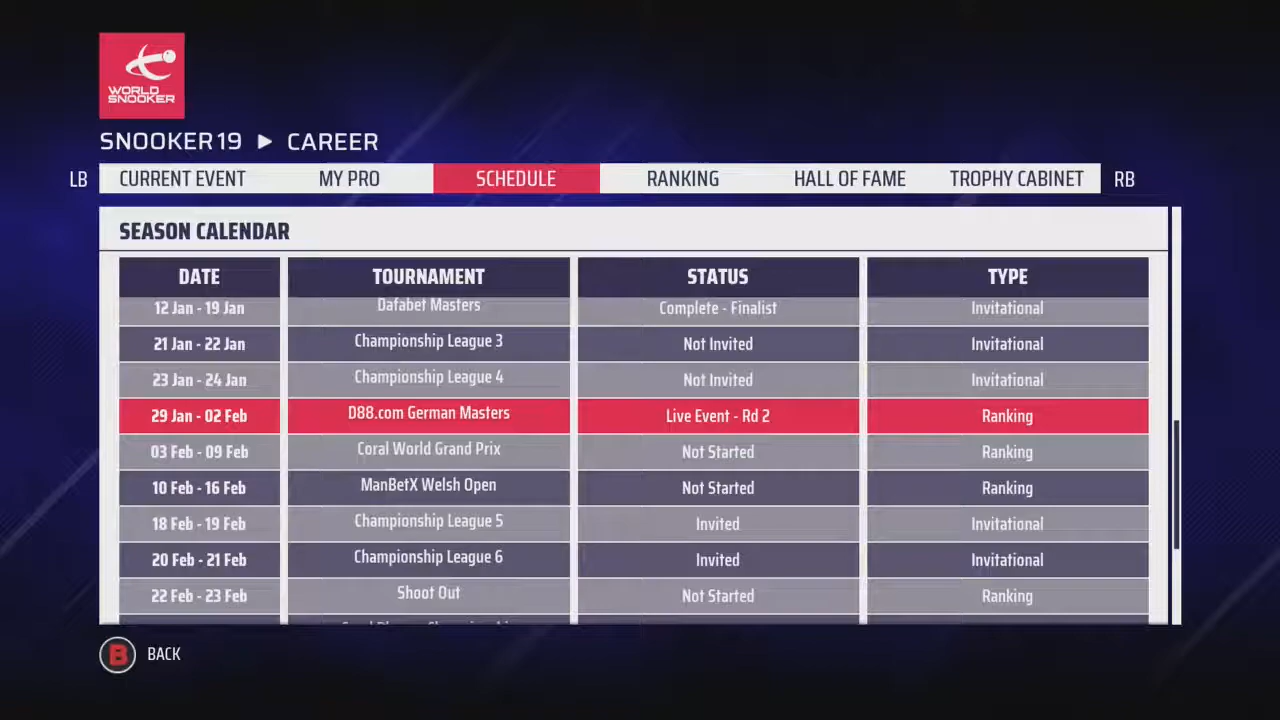 WORLD
SNOOKER
SNOOKER 19 ► CAREER
LB CURRENT EVENT MY PRO SCHEDULE RANKING HALL OF FAME TROPHY CABINET RB
SEASON CALENDAR
DATE TOURNAMENT STATUS TYPE
12 Jan - 19 Jan Dafabet Masters Complete - Finalist Invitational
21 Jan - 22 Jan Championship League 3 Not Invited Invitational
23 Jan - 24 Jan Championship League 4 Not Invited Invitational
29 Jan - 02 Feb D88.com German Masters Live Event - Rd 2 Ranking
03 Feb - 09 Feb Coral World Grand Prix Not Started Ranking
10 Feb - 16 Feb ManBetX Welsh Open Not Started Ranking
18 Feb - 19 Feb Championship League 5 Invited Invitational
20 Feb - 21 Feb Championship League 6 Invited Invitational
22 Feb - 23 Feb Shoot Out Not Started Ranking
B BACK